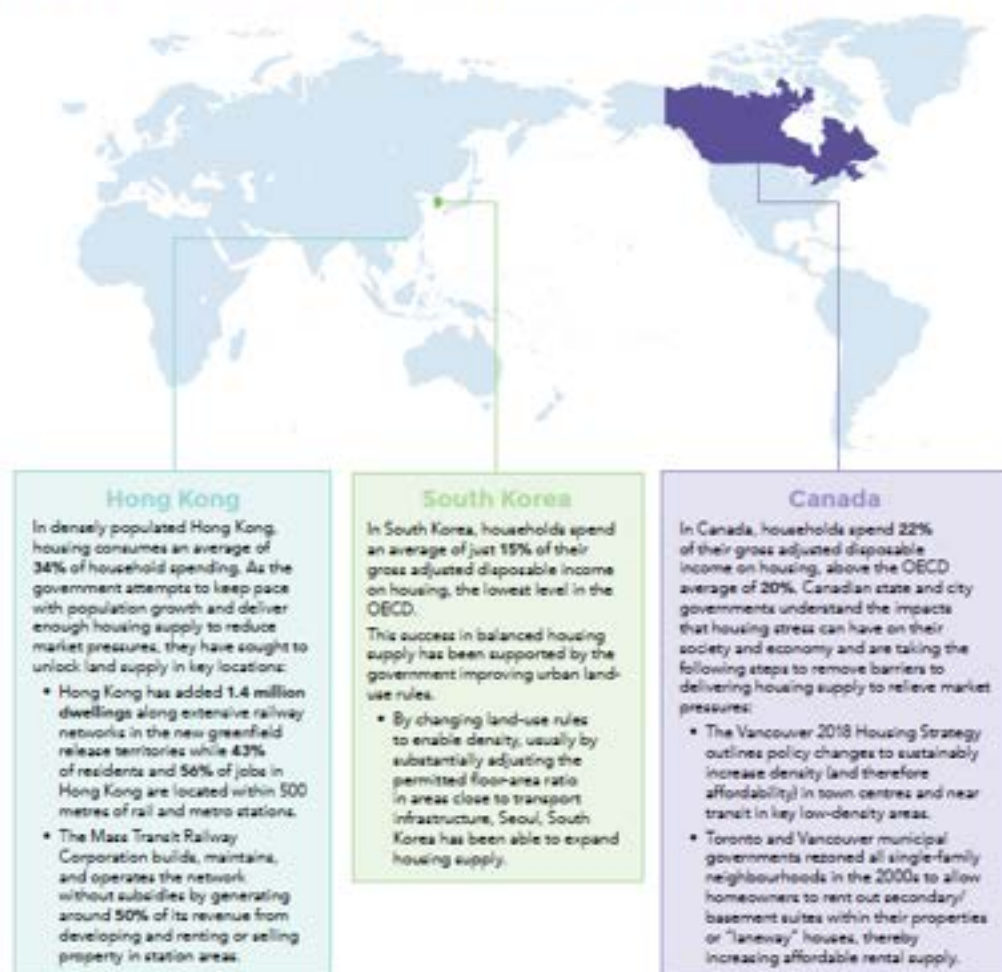 Hong Kong
In densely populated Hong Kong,
housing consumes an average of
34% of household spending. As the
government attempts to keep pace
with population growth and deliver
enough housing supply to reduce
market pressures, they have sought to
unlock land supply in key locations:
• Hong Kong has added 1.4 million
dwellings along extensive railway
networks in the new greenfield
release territories while 43%
of residents and 56% of jobs in
Hong Kong are located within 500
metres of rail and metro stations.
• The Mass Transit Railway
Corporation builds, maintains,
and operates the network
without subsidies by generating
around 50% of its revenue from
developing and renting or selling
property in station areas.
South Korea
In South Korea, households spend
an average of just 15% of their
gross adjusted disposable income
on housing, the lowest level in the
OECD.
This success in balanced housing
supply has been supported by the
government improving urban land-
use rules.
• By changing land-use rules
to enable density, usually by
substantially adjusting the
permitted floor-area ratio
in areas close to transport
infrastructure, Seoul, South
Korea has been able to expand
housing supply.
Canada
In Canada, households spend 22%
of their gross adjusted disposable
income on housing, above the OECD
average of 20%. Canadian state and city
governments understand the impacts
that housing stress can have on their
society and economy and are taking the
following steps to remove barriers to
delivering housing supply to relieve market
pressures:
• The Vancouver 2018 Housing Strategy
outlines policy changes to sustainably
increase density (and therefore
affordability) in town centres and near
transit in key low-density areas.
• Toronto and Vancouver municipal
governments rezoned all single-family
neighbourhoods in the 2000s to allow
homeowners to rent out secondary/
basement suites within their properties
or "laneway" houses, thereby
increasing affordable rental supply.